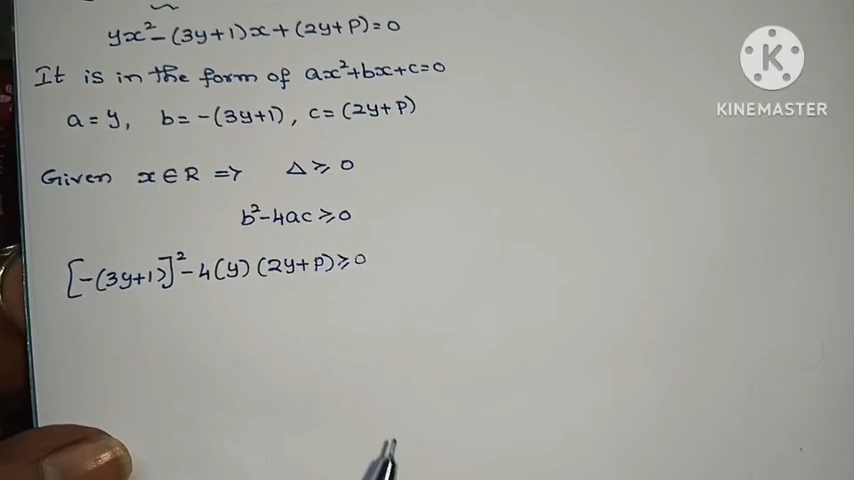 yx² - (3y+1)x + (2y+P) = 0
It is in the form of ax²+bx+c=0
a = y, b = -(3y+1), c = (2y+P)
Given x ∈ R => Δ ≥ 0
b² - 4ac ≥ 0
[-(3y+1)]² - 4(y)(2y+P) ≥ 0
K
KINEMASTER